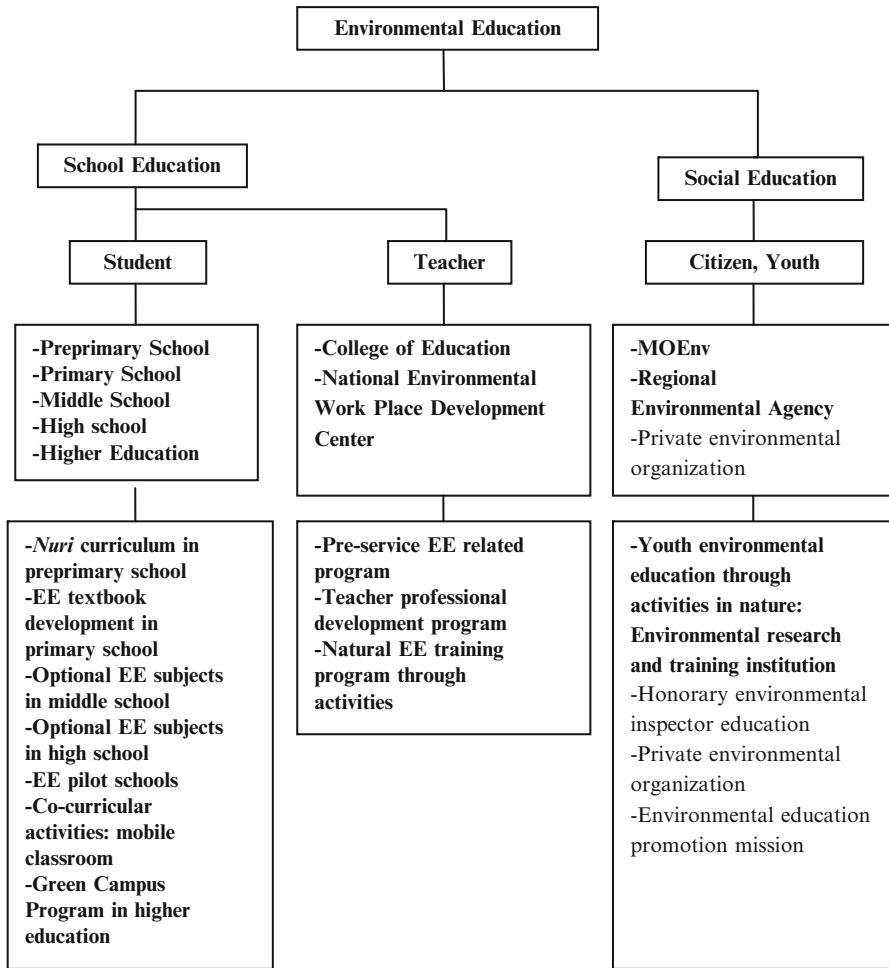 Environmental Education
School Education
Social Education
Student
Teacher
Citizen, Youth
-Preprimary School
-Primary School
-Middle School
-High school
-Higher Education
-College of Education
-National Environmental
Work Place Development
Center
-MOEnv
-Regional
Environmental Agency
-Private environmental
organization
-Nuri curriculum in
preprimary school
-EE textbook
development in
primary school
-Optional EE subjects
in middle school
-Optional EE subjects
in high school
-EE pilot schools
-Co-curricular
activities: mobile
classroom
-Green Campus
Program in higher
education
-Pre-service EE related
program
-Teacher professional
development program
-Natural EE training
program through
activities
-Youth environmental
education through
activities in nature:
Environmental research
and training institution
-Honorary environmental
inspector education
-Private environmental
organization
-Environmental education
promotion mission